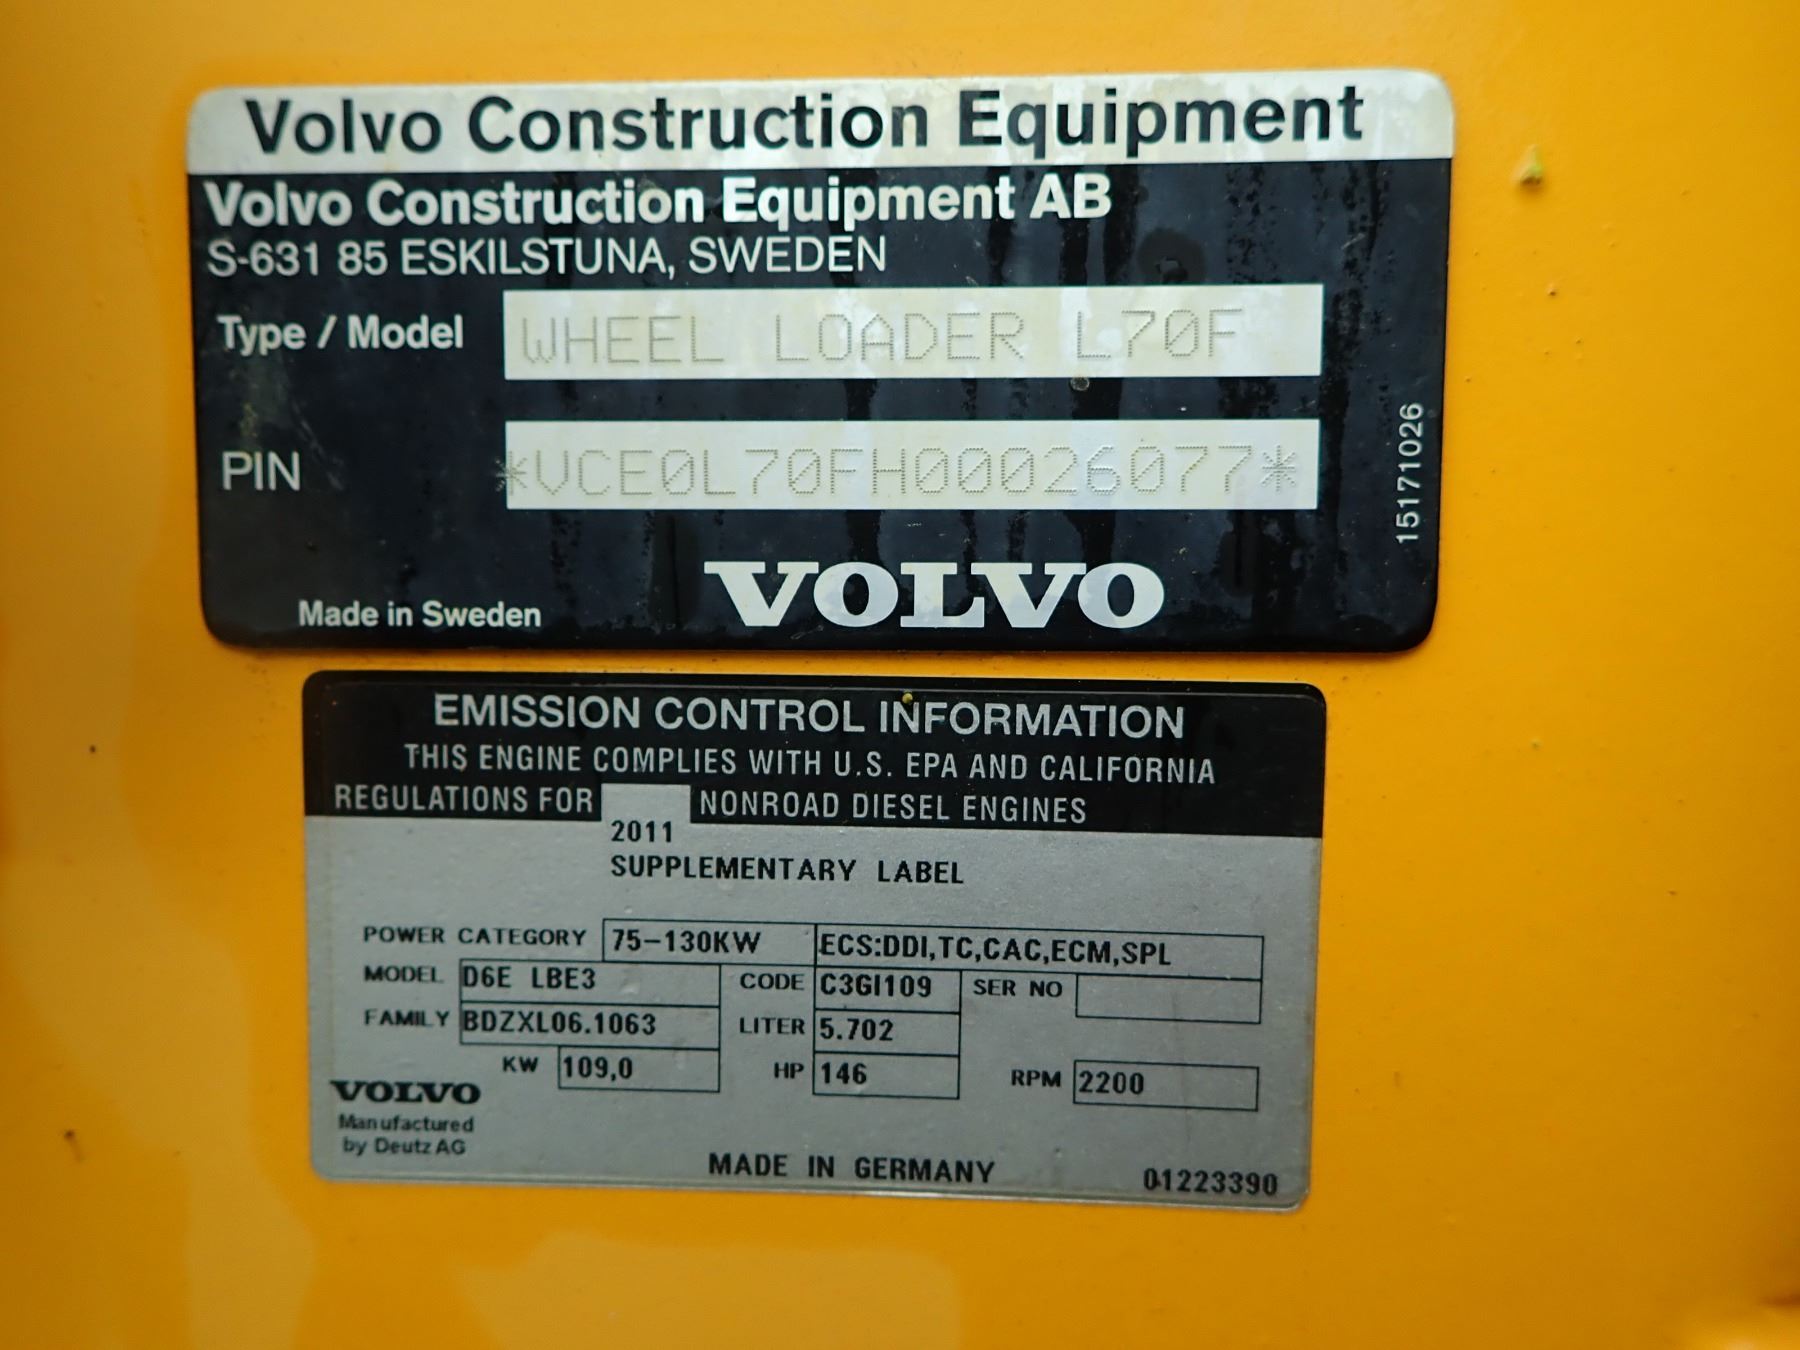 Volvo Construction Equipment
Volvo Construction Equipment AB
S-631 85 ESKILSTUNA, SWEDEN
Type / Model WHEEL LOADER L70F
PIN *VCE0L70FH00026077*
15171026
Made in Sweden VOLVO
EMISSION CONTROL INFORMATION
THIS ENGINE COMPLIES WITH U.S. EPA AND CALIFORNIA
REGULATIONS FOR NONROAD DIESEL ENGINES
2011
SUPPLEMENTARY LABEL
POWER CATEGORY 75-130KW ECS:DDI,TC,CAC,ECM,SPL
MODEL D6E LBE3 CODE C3GI109 SER NO
FAMILY BDZXL06.1063 LITER 5.702
KW 109,0 HP 146 RPM 2200
VOLVO
Manufactured
by Deutz AG
MADE IN GERMANY 01223390